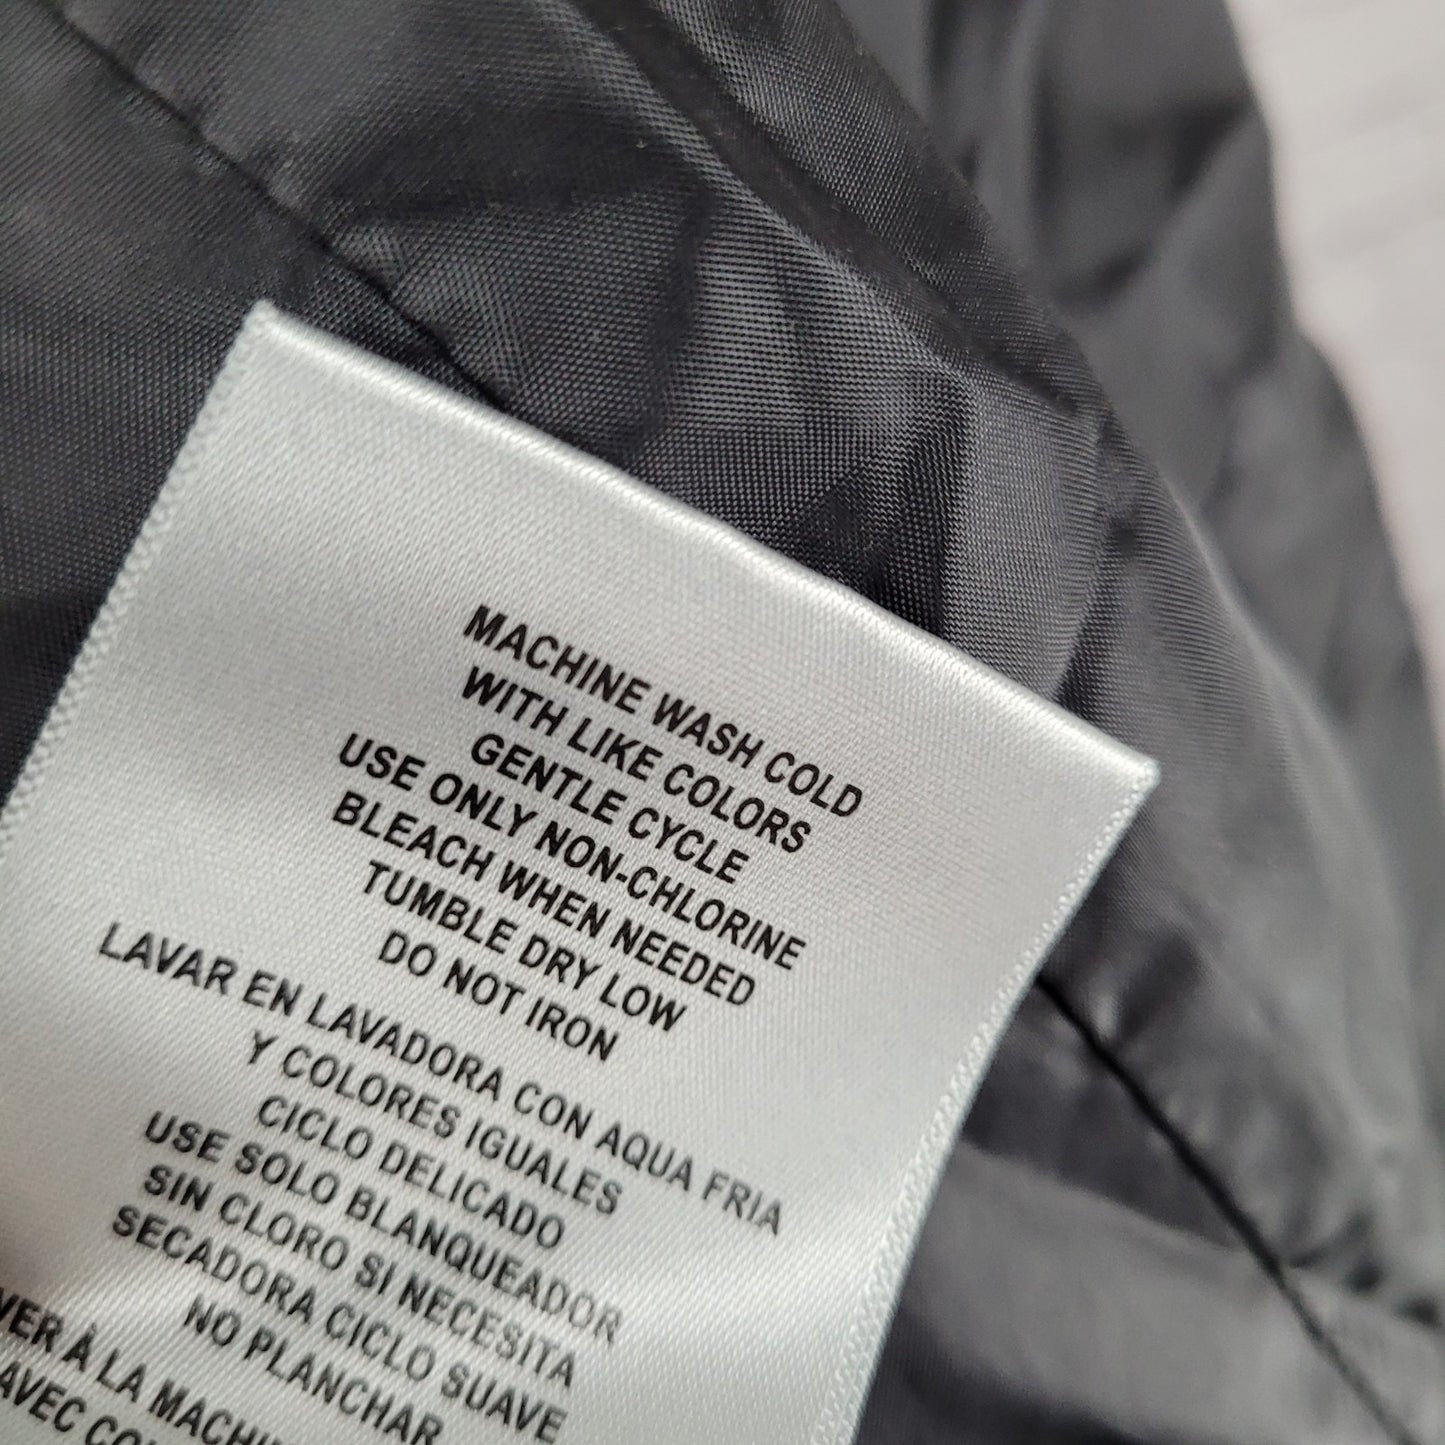 MACHINE WASH COLD
WITH LIKE COLORS
GENTLE CYCLE
USE ONLY NON-CHLORINE
BLEACH WHEN NEEDED
TUMBLE DRY LOW
DO NOT IRON
LAVAR EN LAVADORA CON AQUA FRIA
Y COLORES IGUALES
CICLO DELICADO
USE SOLO BLANQUEADOR
SIN CLORO SI NECESITA
SECADORA CICLO SUAVE
NO PLANCHAR
À LA
AVEC